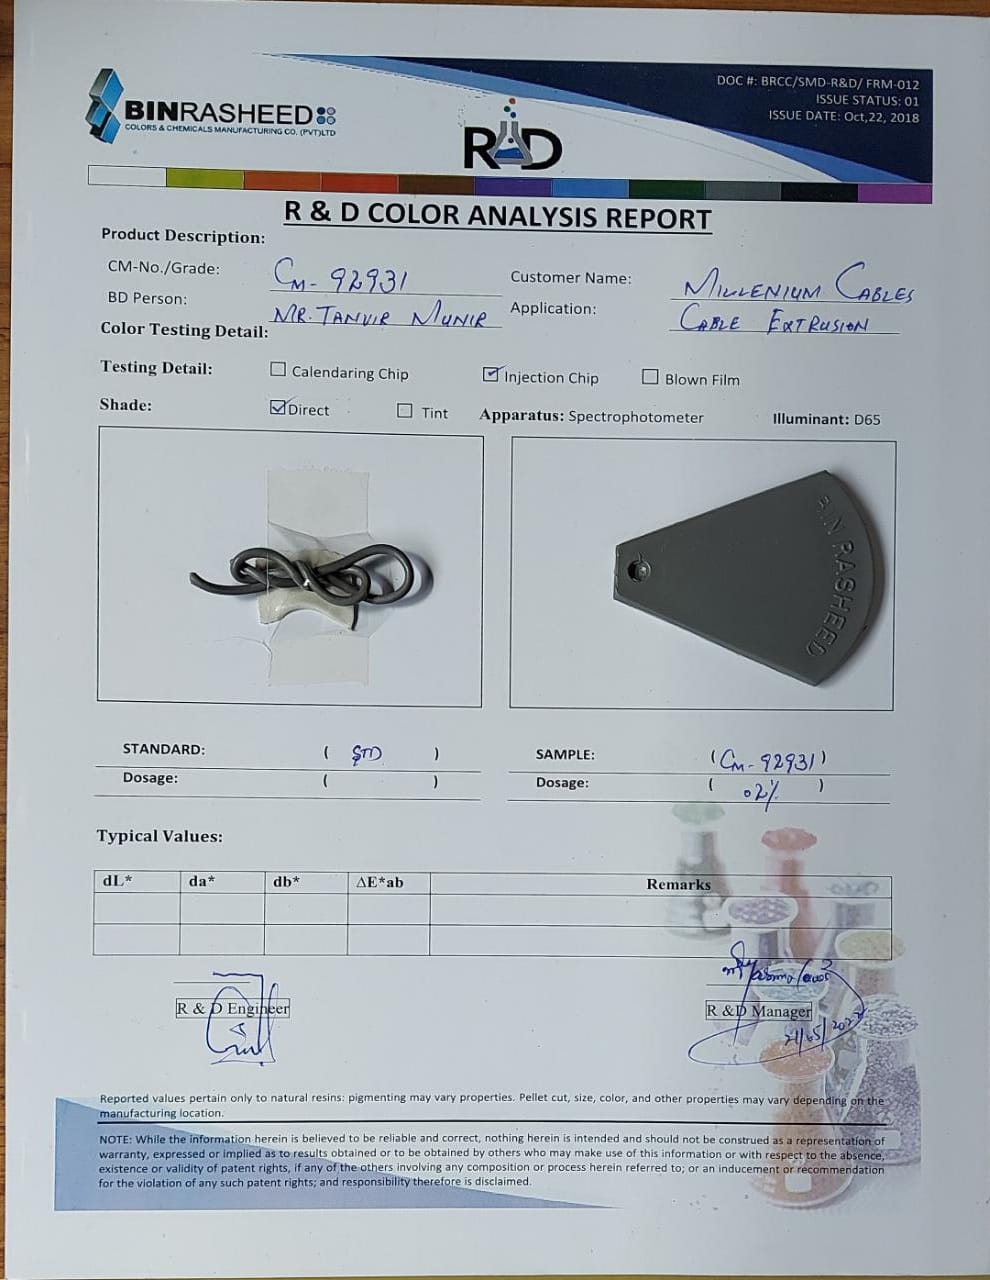 BINRASHEED
COLORS & CHEMICALS MANUFACTURING CO. (PVT)LTD
R&D
DOC #: BRCC/SMD-R&D/ FRM-012
ISSUE STATUS: 01
ISSUE DATE: Oct,22, 2018
R & D COLOR ANALYSIS REPORT
Product Description:
CM-No./Grade: CM- 92931 Customer Name: MILLENIUM CABLES
BD Person: MR. TANVIR MUNIR Application: CABLE EXTRUSION
Color Testing Detail:
Testing Detail: Calendaring Chip Injection Chip Blown Film
Shade: Direct Tint Apparatus: Spectrophotometer Illuminant: D65
BIN RASHEED
STANDARD: ( STD ) SAMPLE: (CM-92931)
Dosage: ( ) Dosage: ( 02% )
Typical Values:
dL* da* db* ΔE*ab Remarks
R & D Engineer R &D Manager
Reported values pertain only to natural resins: pigmenting may vary properties. Pellet cut, size, color, and other properties may vary depending on the
manufacturing location.
NOTE: While the information herein is believed to be reliable and correct, nothing herein is intended and should not be construed as a representation of
warranty, expressed or implied as to results obtained or to be obtained by others who may make use of this information or with respect to the absence,
existence or validity of patent rights, if any of the others involving any composition or process herein referred to; or an inducement or recommendation
for the violation of any such patent rights; and responsibility therefore is disclaimed.